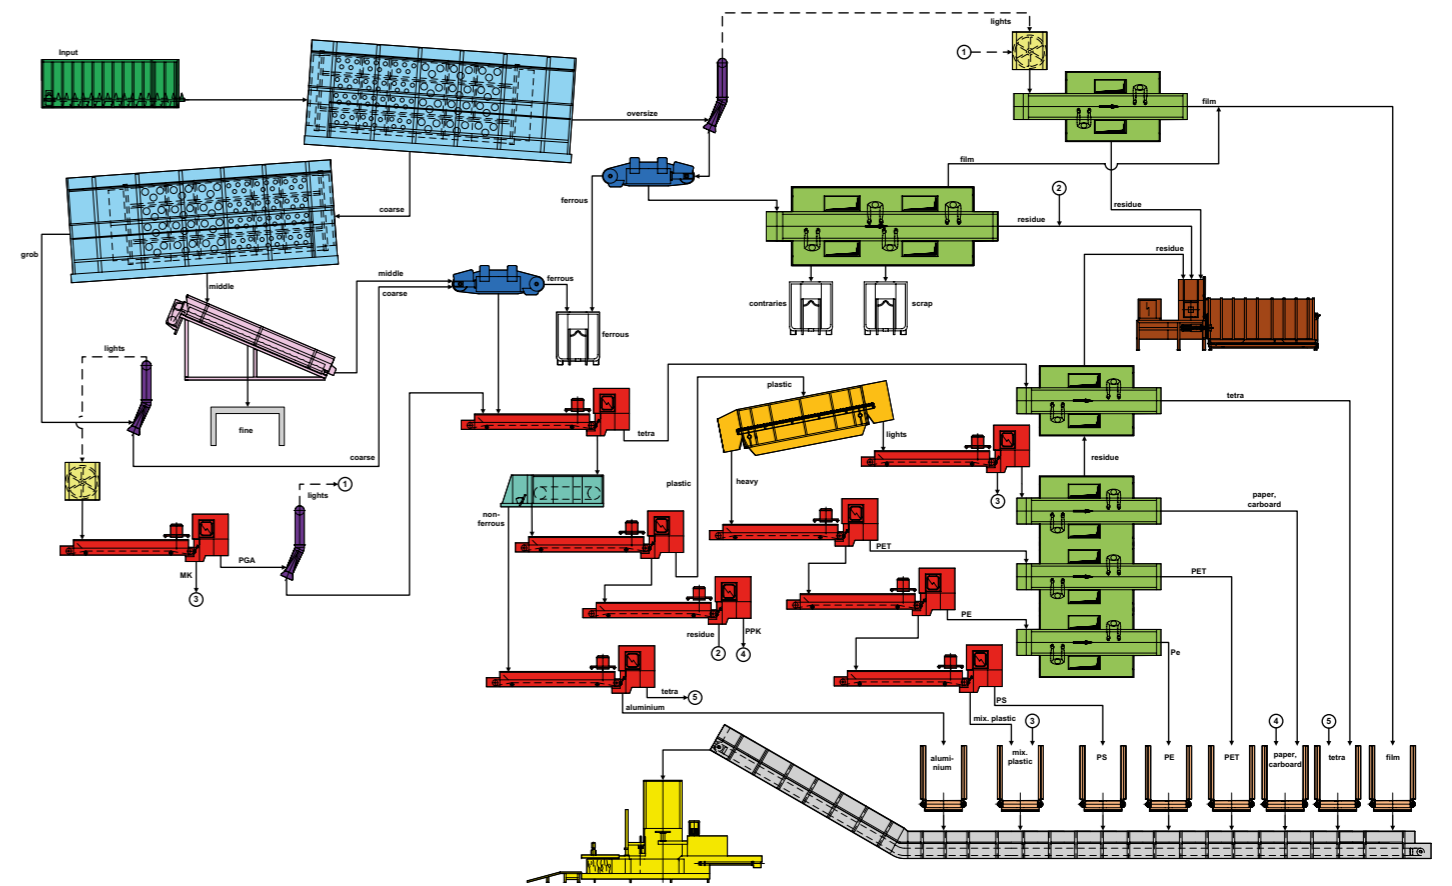 lights
Input
1
film
oversize
film
2
ferrous
coarse
residue
residue
residue
grob
middle
ferrous
middle
coarse
contraries
scrap
ferrous
lights
plastic
tetra
fine
tetra
lights
coarse
residue
plastic
heavy
1
lights
3
paper,
carboard
non-
ferrous
PET
PET
PGA
MK
3
PE
residue
PPK
2
4
Pe
tetra
5
aluminium
PS
mix. plastic
3
4
5
alumi-
nium
mix.
plastic
PS
PE
PET
paper,
carboard
tetra
film